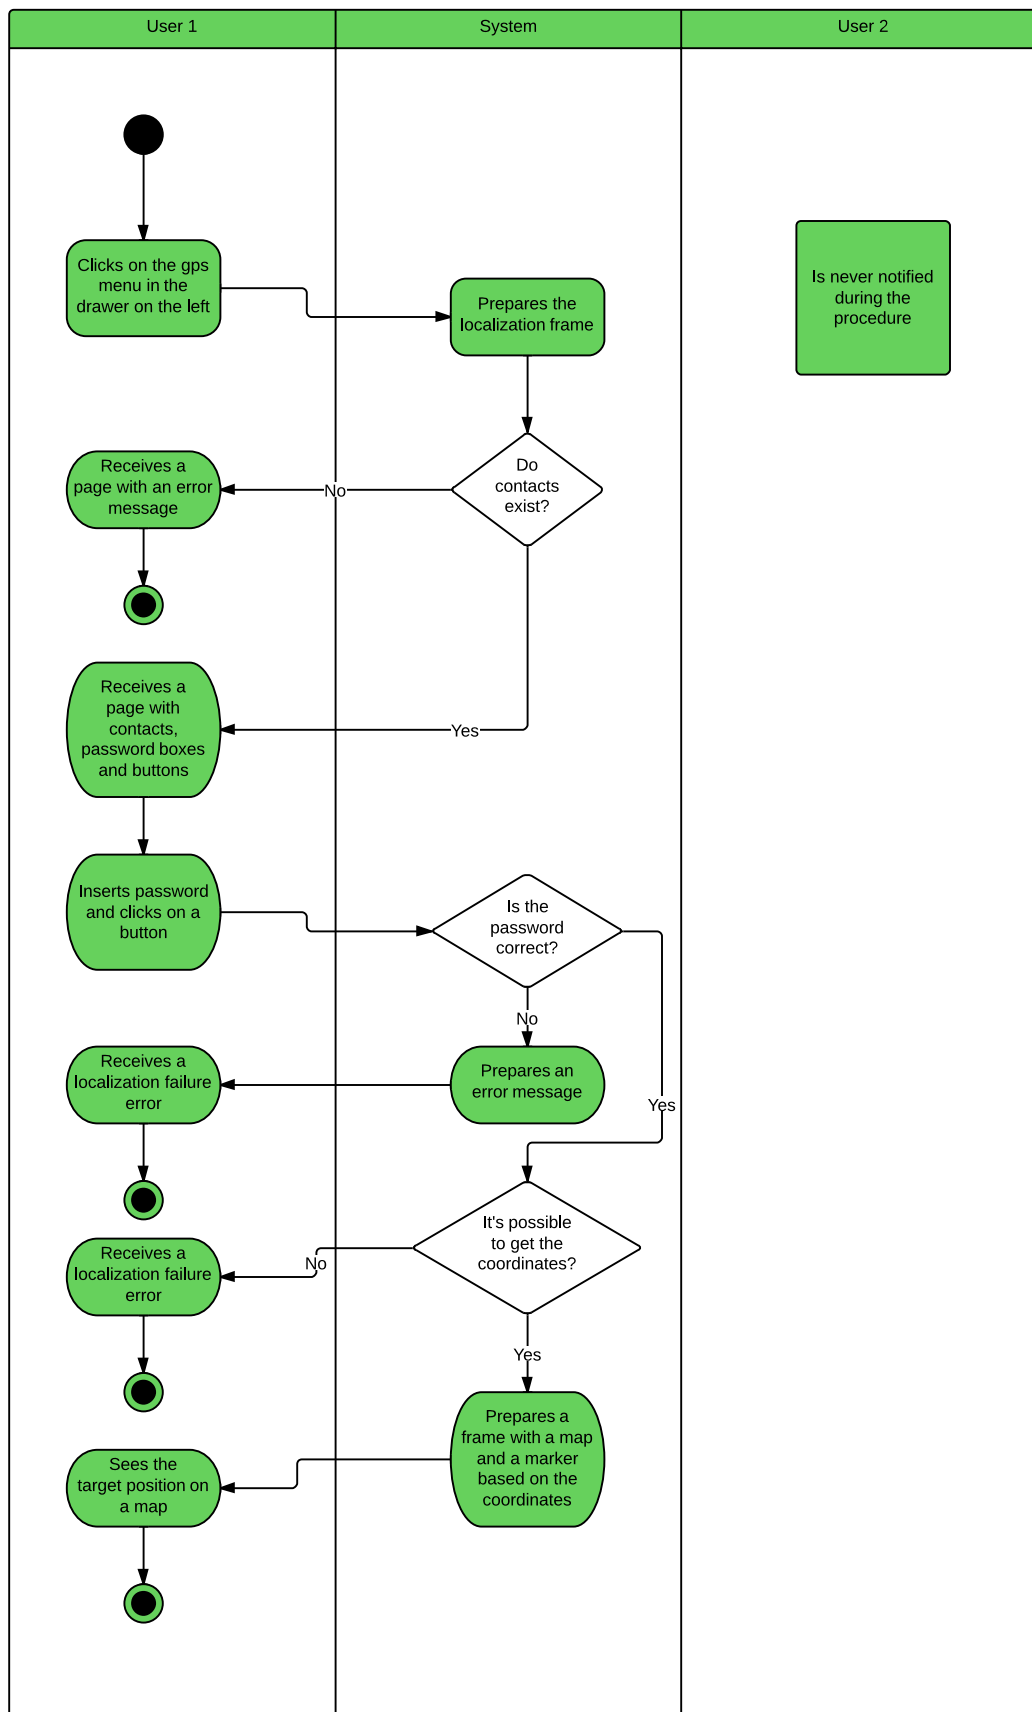 User 1
System
User 2
Clicks on the gps
menu in the
drawer on the left
Prepares the
localization frame
Is never notified
during the
procedure
Do
contacts
exist?
No
Receives a
page with an error
message
Yes
Receives a
page with
contacts,
password boxes
and buttons
Inserts password
and clicks on a
button
Is the
password
correct?
No
Prepares an
error message
Receives a
localization failure
error
Yes
It's possible
to get the
coordinates?
No
Receives a
localization failure
error
Yes
Prepares a
frame with a map
and a marker
based on the
coordinates
Sees the
target position on
a map